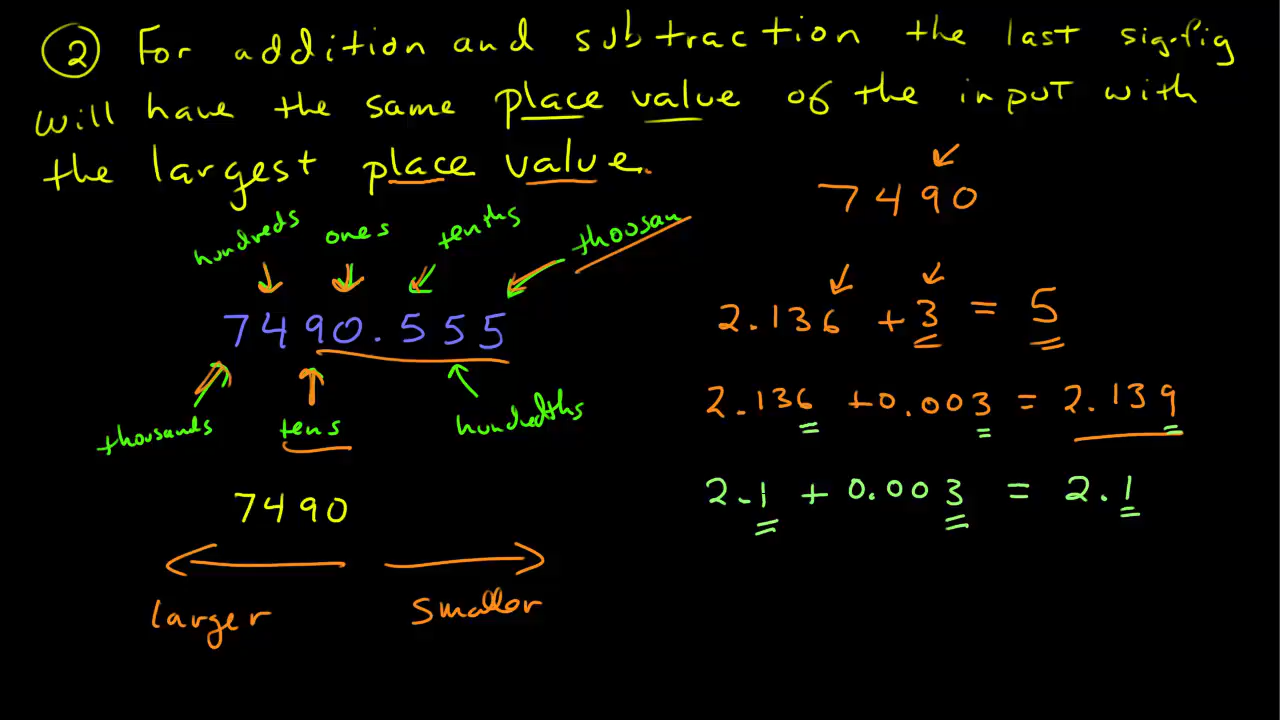 ② For addition and subtraction the last sig-fig
will have the same place value of the input with
the largest place value.
7490
hundreds ones tenths thousan
7490.555
2.136 + 3 = 5
thousands tens hundredths
2.136 + 0.003 = 2.139
7490
2.1 + 0.003 = 2.1
larger smaller